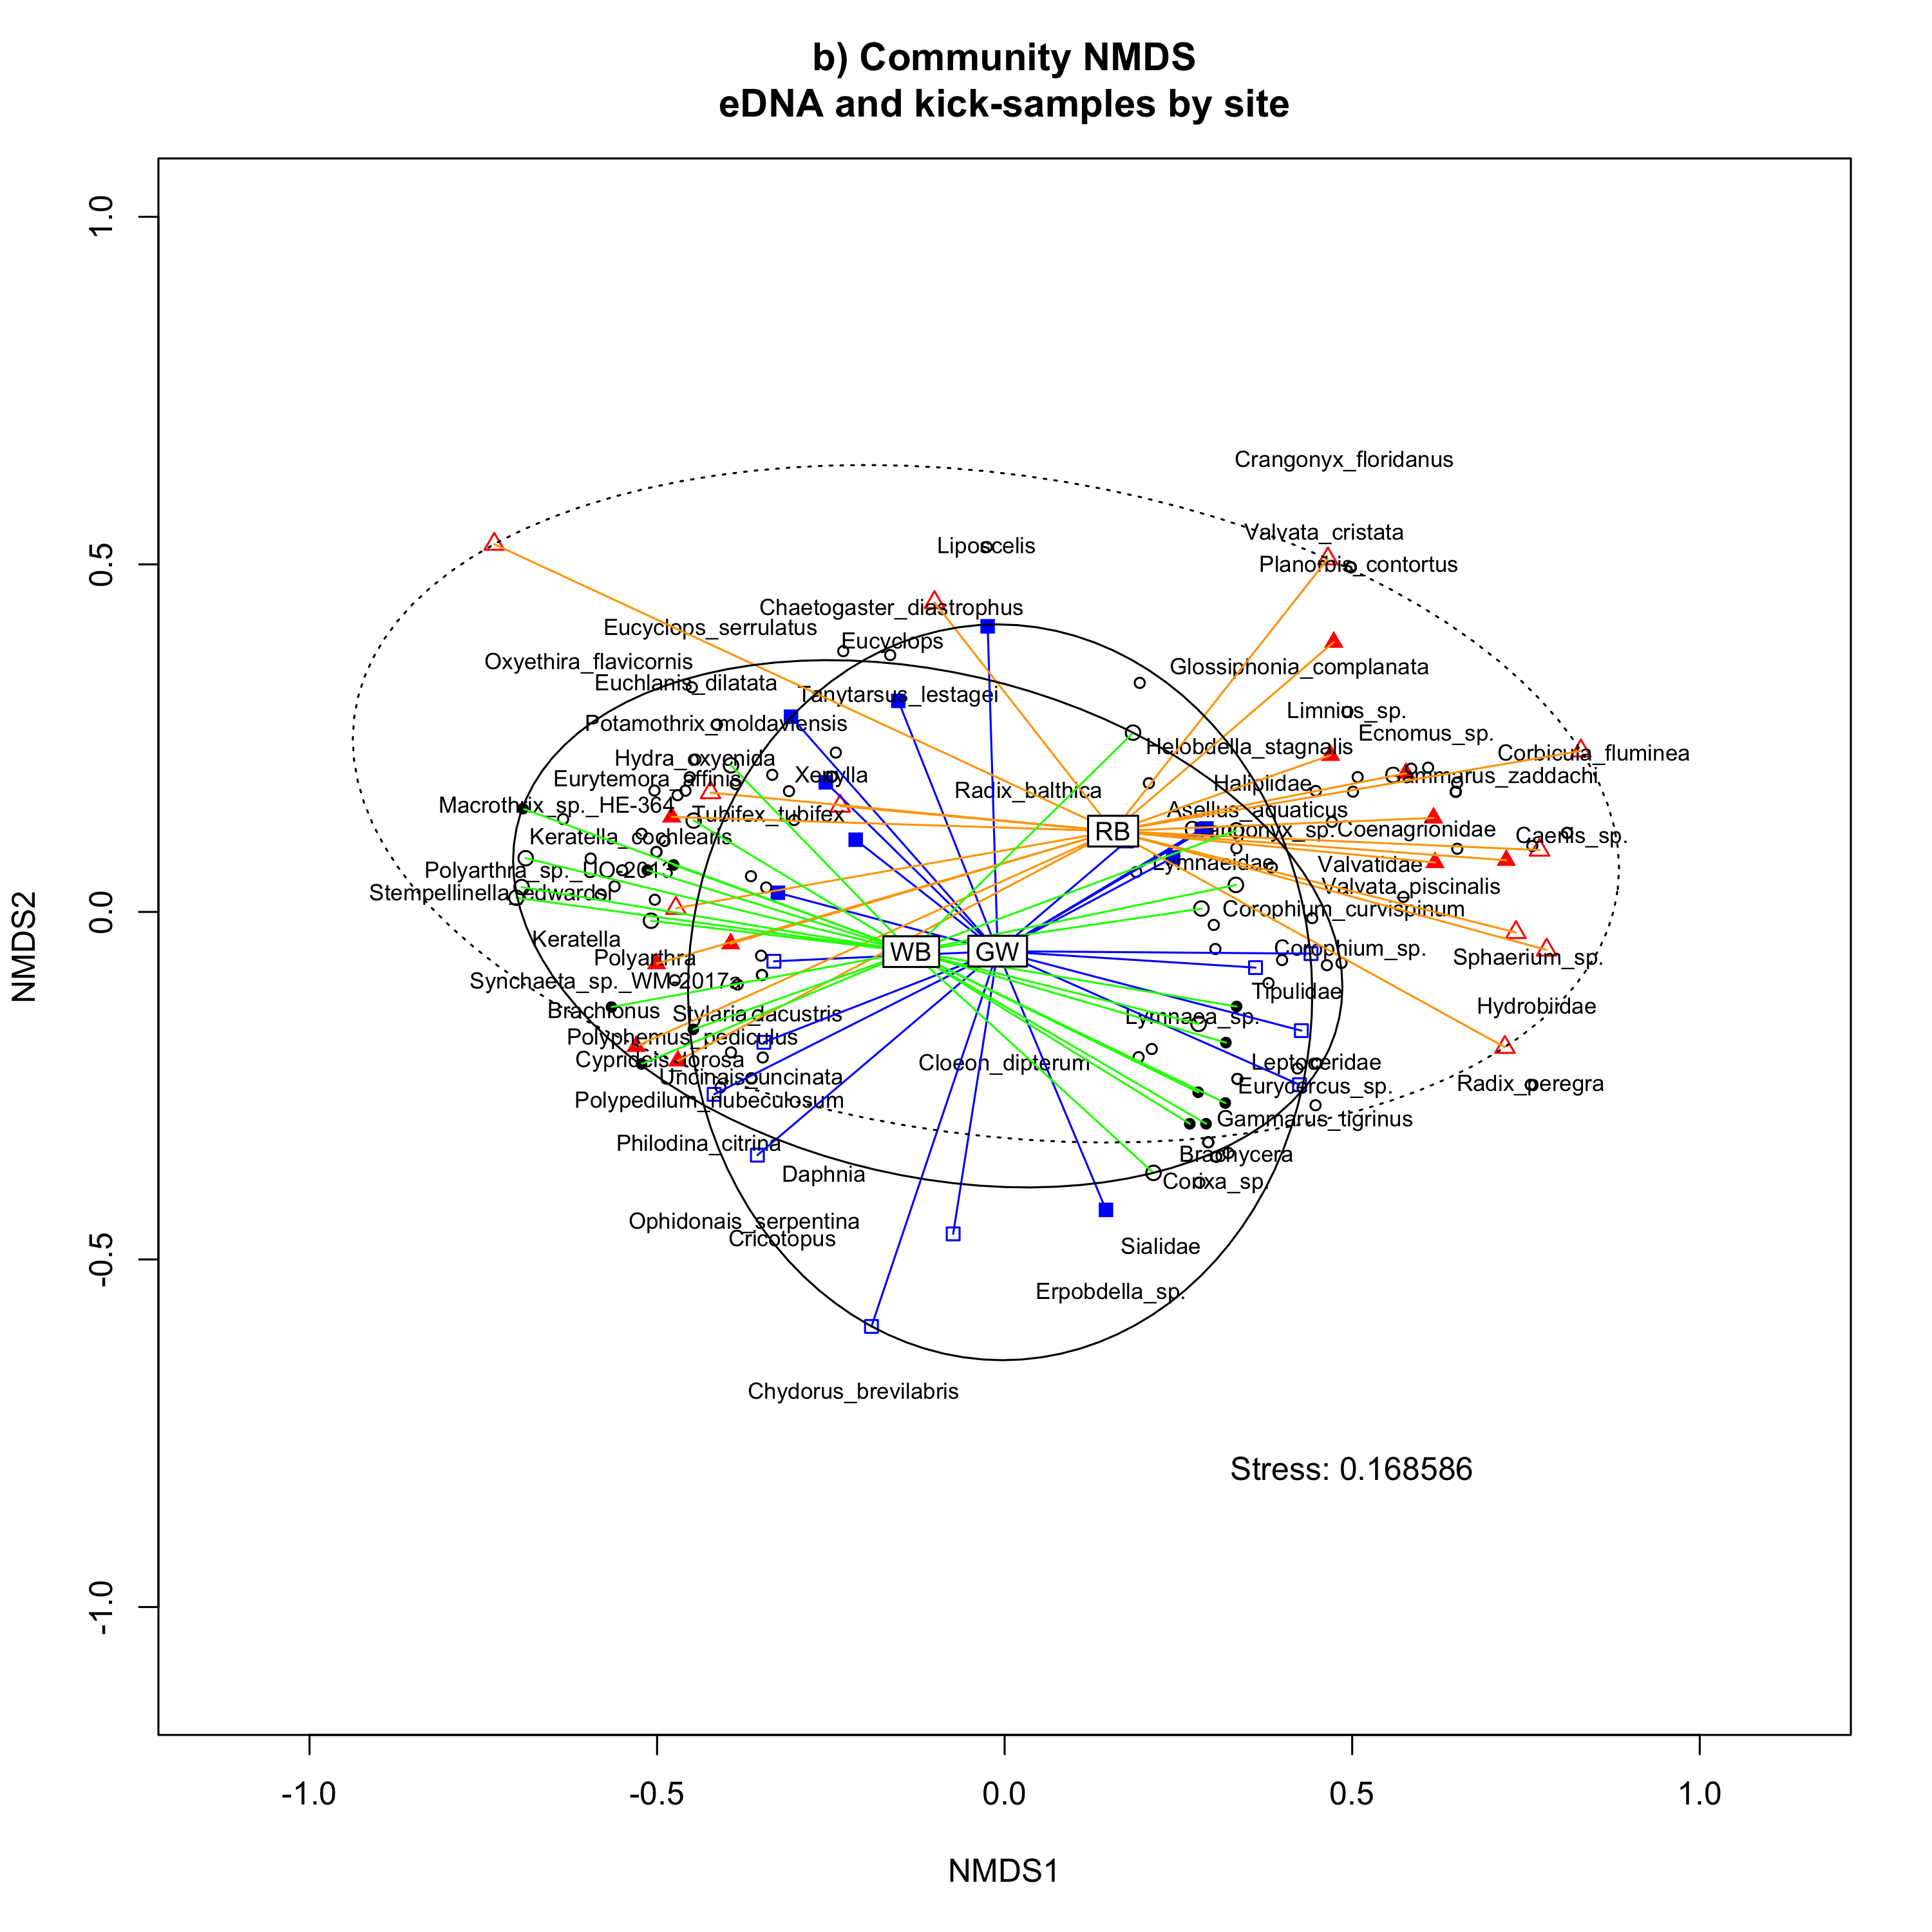 b) Community NMDS
eDNA and kick-samples by site
1.0
0.5
0.0
-0.5
-1.0
NMDS2
Crangonyx_floridanus
Valvata_cristata
Liposcelis
Planorbis_contortus
Chaetogaster_diastrophus
Eucyclops_serrulatus
Eucyclops
Oxyethira_flavicornis
Glossiphonia_complanata
Euchlanis_dilatata
Tanytarsus_lestagei
Limnius_sp.
Potamothrix_moldaviensis
Ecnomus_sp.
Helobdella_stagnalis
Corbicula_fluminea
Hydra_oxycnida
Eurytemora_affinis
Xenylla
Gammarus_zaddachi
Haliplidae
Radix_balthica
Macrothrix_sp._HE-364
Asellus_aquaticus
Tubifex_tubifex
RB
Crangonyx_sp.
Coenagrionidae
Caenis_sp.
Keratella_cochlearis
Lymnaeidae
Valvatidae
Polyarthra_sp._UO-2013
Valvata_piscinalis
Stempellinella_edwardsi
Corophium_curvispinum
Keratella
WB
GW
Corophium_sp.
Polyarthra
Sphaerium_sp.
Synchaeta_sp._WM-2017a
Tipulidae
Hydrobiidae
Brachionus
Stylaria_lacustris
Lymnaea_sp.
Polyphemus_pediculus
Cyprideis_torosa
Cloeon_dipterum
Leptoceridae
Uncinais_uncinata
Eurycercus_sp.
Radix_peregra
Polypedilum_nubeculosum
Gammarus_tigrinus
Philodina_citrina
Brachycera
Daphnia
Corixa_sp.
Ophidonais_serpentina
Cricotopus
Sialidae
Erpobdella_sp.
Chydorus_brevilabris
Stress: 0.168586
-1.0
-0.5
0.0
0.5
1.0
NMDS1